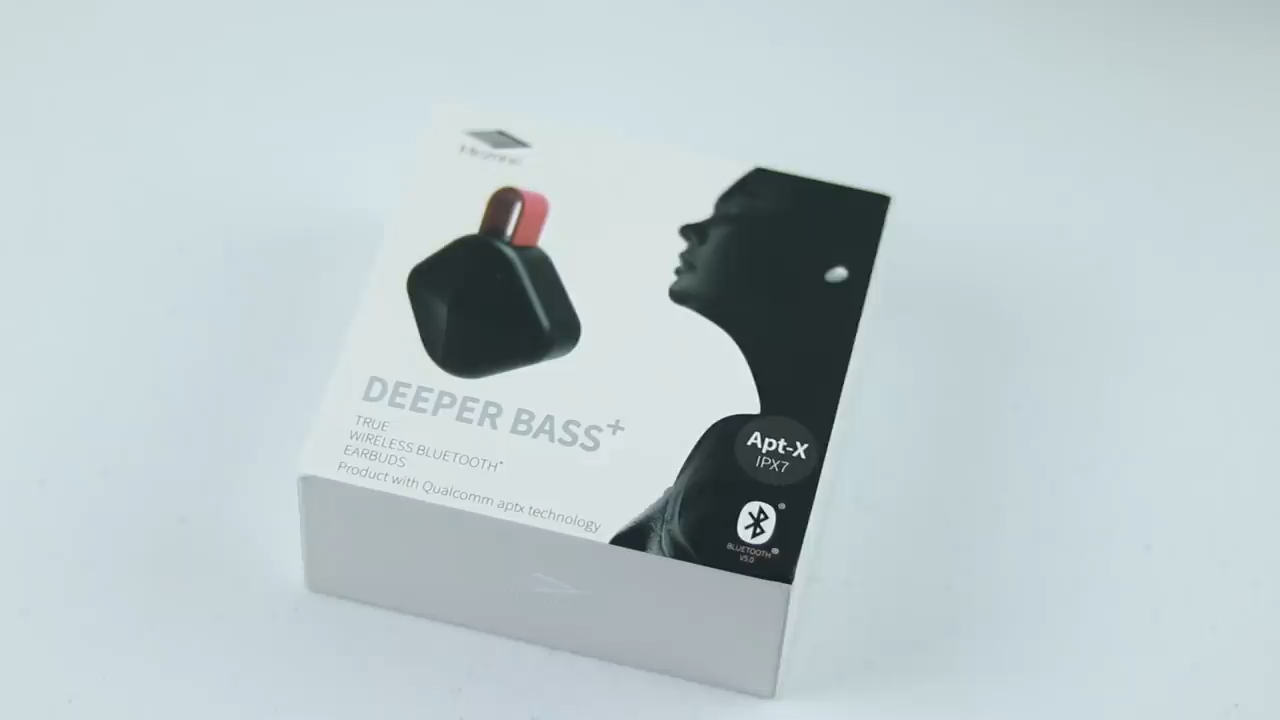 DEEPER BASS+
TRUE
WIRELESS BLUETOOTH®
EARBUDS
Product with Qualcomm aptx technology
Apt-X
IPX7
®
BLUETOOTH®
V5.0